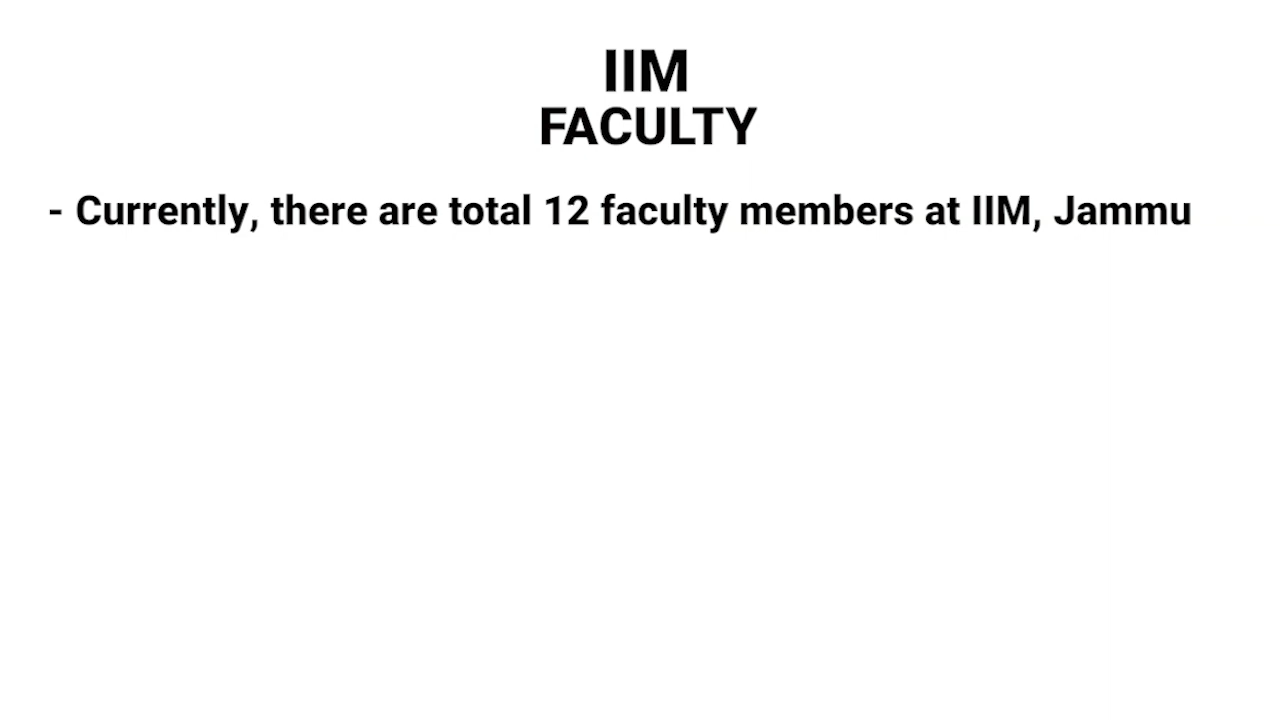 IIM
FACULTY
- Currently, there are total 12 faculty members at IIM, Jammu